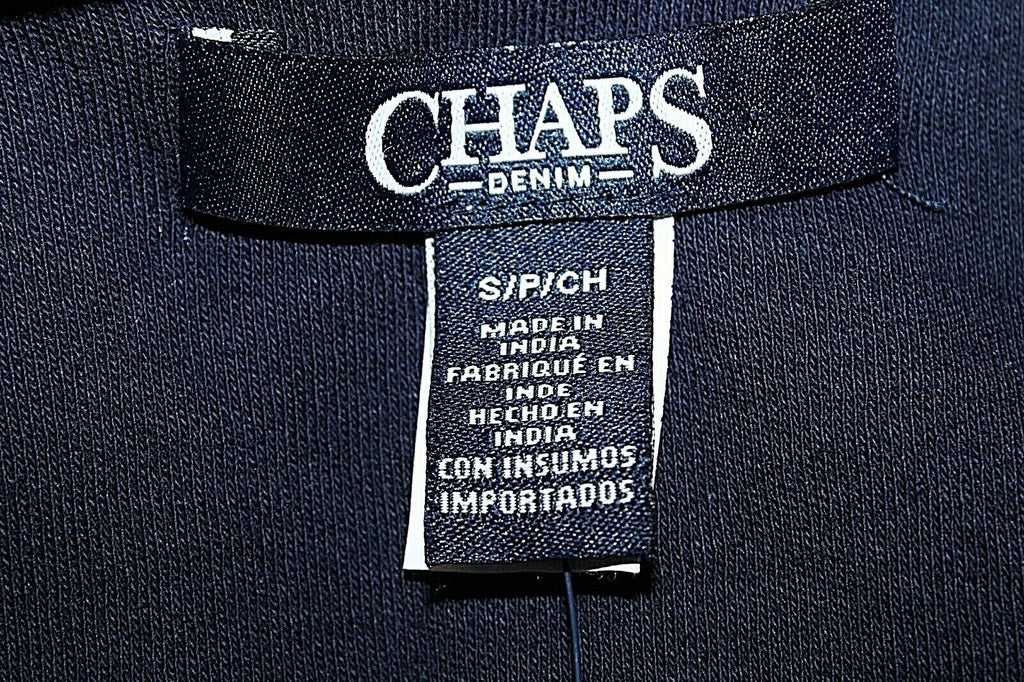 CHAPS
— DENIM —
S/P/CH
MADE IN
INDIA
FABRIQUÉ EN
INDE
HECHO EN
INDIA
CON INSUMOS
IMPORTADOS